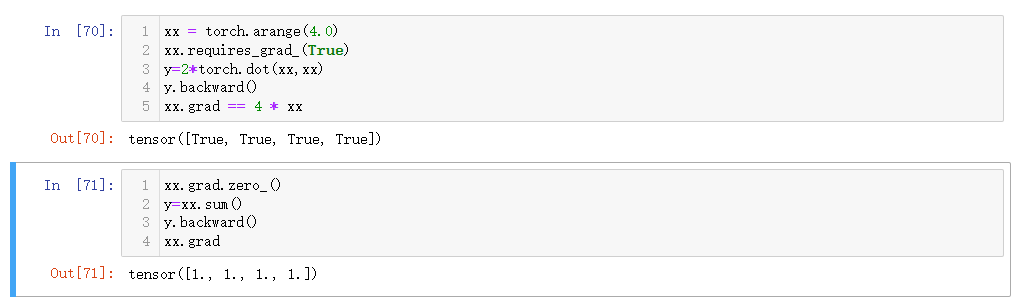 In [70]:
1 xx = torch.arange(4.0)
2 xx.requires_grad_(True)
3 y=2*torch.dot(xx,xx)
4 y.backward()
5 xx.grad == 4 * xx
Out[70]: tensor([True, True, True, True])
In [71]:
1 xx.grad.zero_()
2 y=xx.sum()
3 y.backward()
4 xx.grad
Out[71]: tensor([1., 1., 1., 1.])